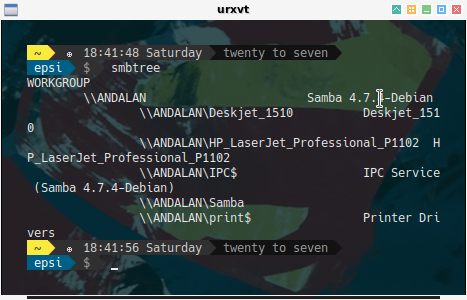 urxvt
~ 18:41:48 Saturday twenty to seven
epsi $ smbtree
WORKGROUP
\\ANDALAN Samba 4.7.4-Debian
\\ANDALAN\Deskjet_1510 Deskjet_151
0
\\ANDALAN\HP_LaserJet_Professional_P1102 H
P_LaserJet_Professional_P1102
\\ANDALAN\IPC$ IPC Service
(Samba 4.7.4-Debian)
\\ANDALAN\Samba
\\ANDALAN\print$ Printer Dri
vers
~ 18:41:56 Saturday twenty to seven
epsi $ _